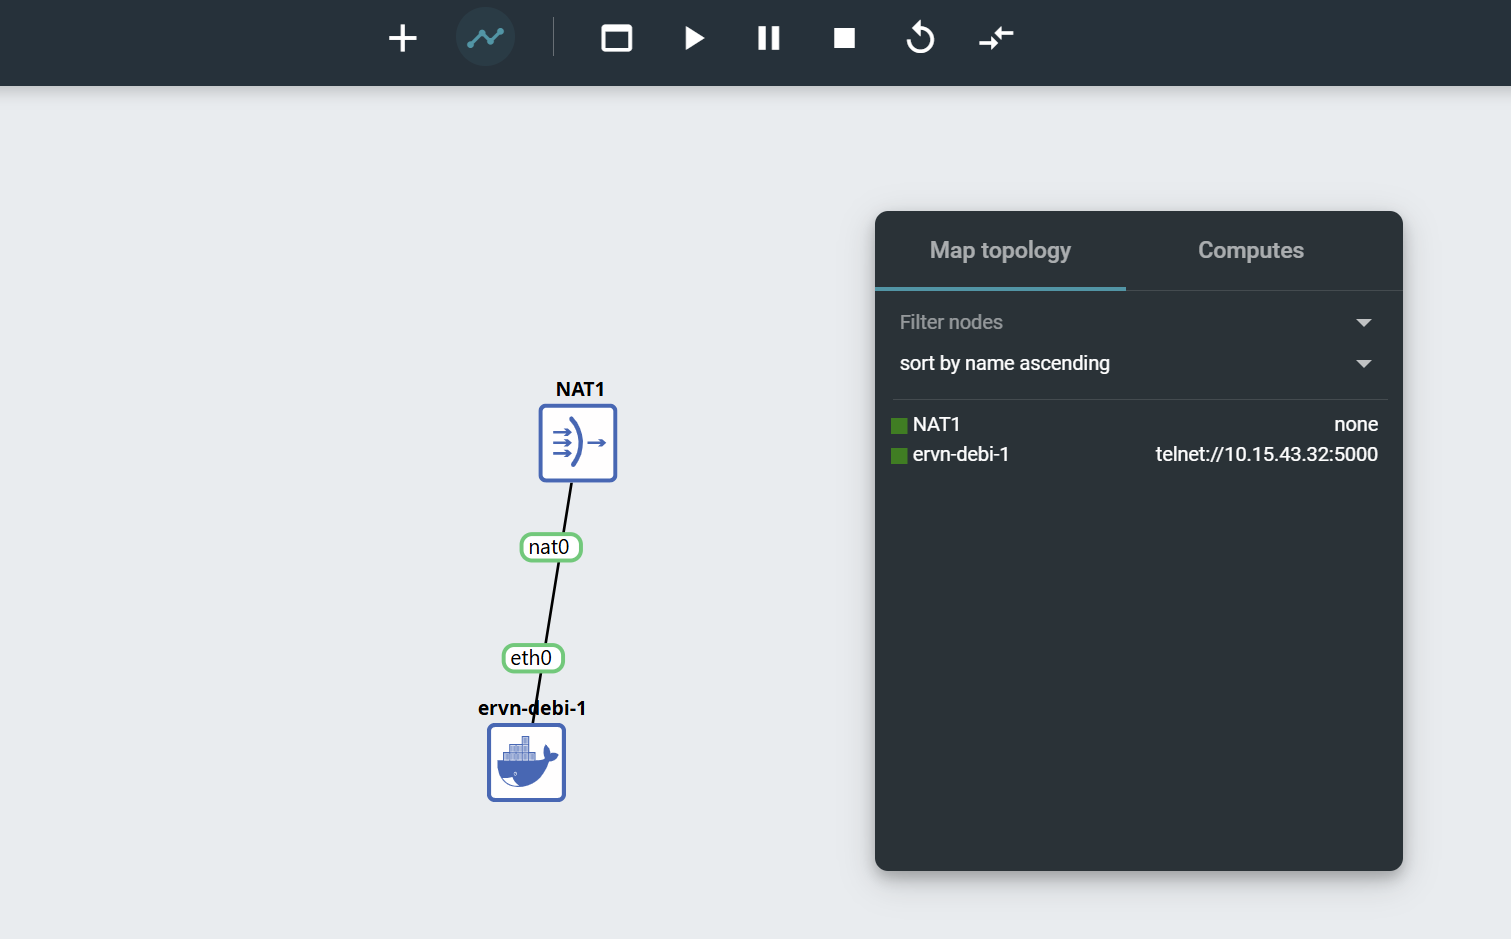 NAT1
nat0
eth0
ervn-debi-1
Map topology
Computes
Filter nodes
sort by name ascending
NAT1 none
ervn-debi-1 telnet://10.15.43.32:5000